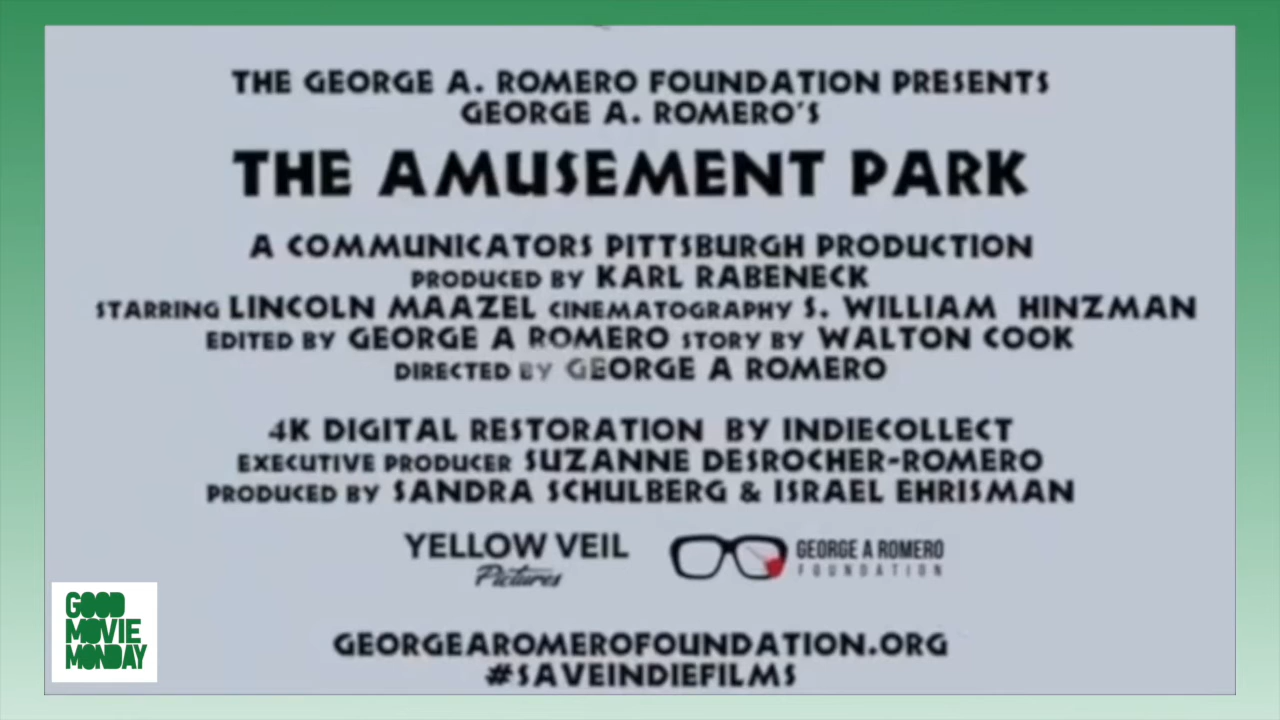 THE GEORGE A. ROMERO FOUNDATION PRESENTS
GEORGE A. ROMERO'S
THE AMUSEMENT PARK
A COMMUNICATORS PITTSBURGH PRODUCTION
PRODUCED BY KARL RABENECK
STARRING LINCOLN MAAZEL CINEMATOGRAPHY S. WILLIAM HINZMAN
EDITED BY GEORGE A ROMERO STORY BY WALTON COOK
DIRECTED BY GEORGE A ROMERO
4K DIGITAL RESTORATION BY INDIECOLLECT
EXECUTIVE PRODUCER SUZANNE DESROCHER-ROMERO
PRODUCED BY SANDRA SCHULBERG & ISRAEL EHRISMAN
YELLOW VEIL
Pictures
GEORGE A ROMERO
FOUNDATION
GEORGEAROMEROFOUNDATION.ORG
#SAVEINDIEFILMS
GOOD
MOVIE
MONDAY